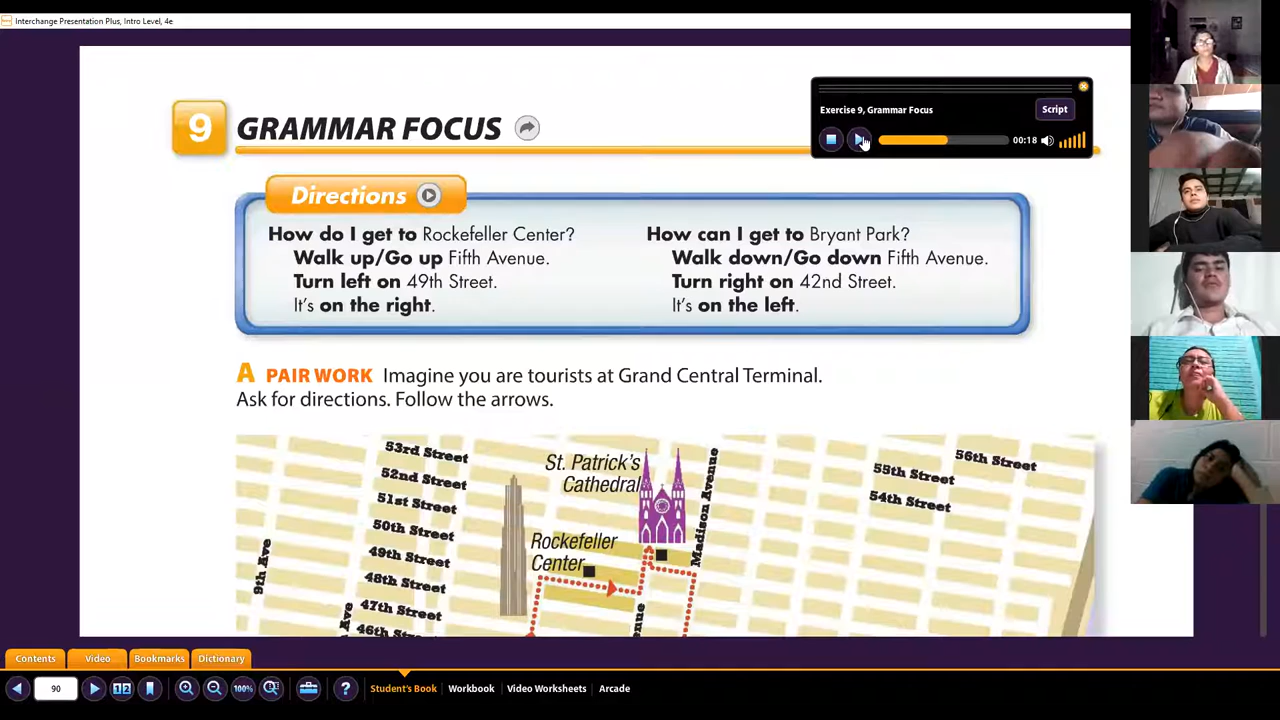 Interchange Presentation Plus, Intro Level, 4e
9 GRAMMAR FOCUS
Exercise 9, Grammar Focus
Script
00:18
Directions
How do I get to Rockefeller Center?
Walk up/Go up Fifth Avenue.
Turn left on 49th Street.
It's on the right.
How can I get to Bryant Park?
Walk down/Go down Fifth Avenue.
Turn right on 42nd Street.
It's on the left.
A PAIR WORK Imagine you are tourists at Grand Central Terminal.
Ask for directions. Follow the arrows.
53rd Street
52nd Street
51st Street
50th Street
49th Street
48th Street
47th Street
46th
9th Ave
Ave
St. Patrick's
Cathedral
Rockefeller
Center
Madison Avenue
enue
56th Street
55th Street
54th Street
Contents
Video
Bookmarks
Dictionary
90
12
100%
?
Student's Book
Workbook
Video Worksheets
Arcade